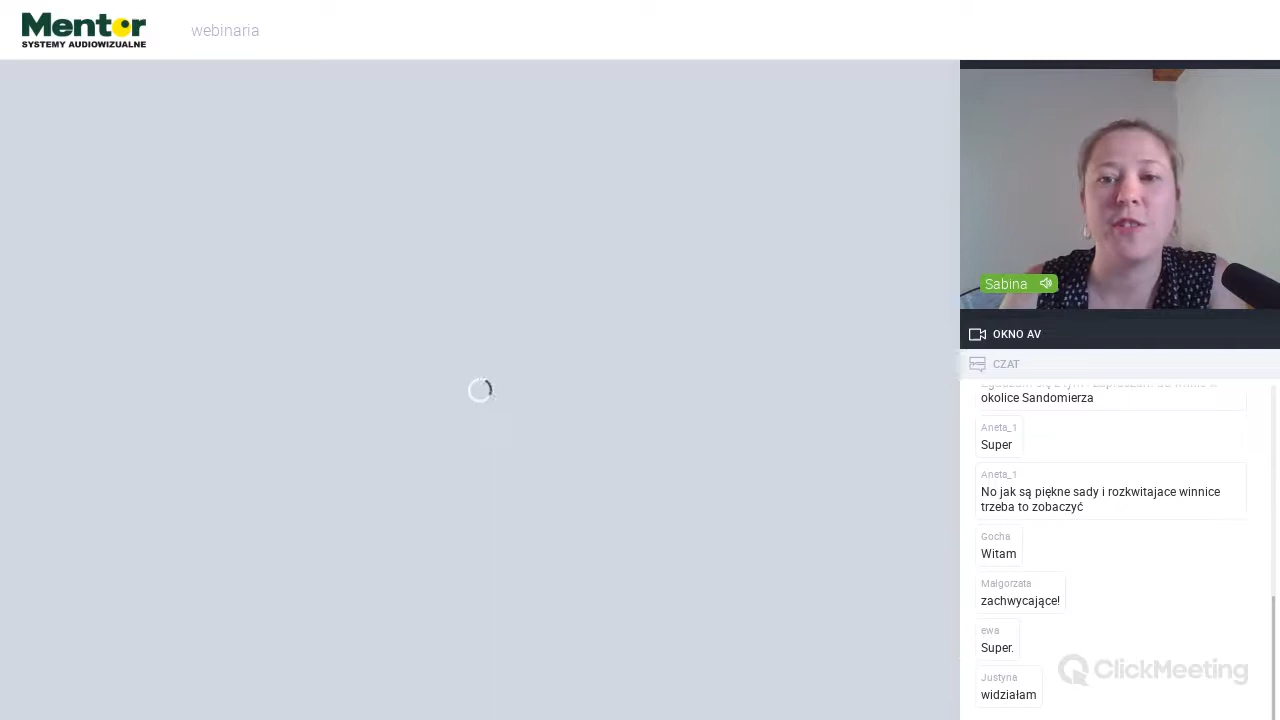 Mentor
SYSTEMY AUDIOWIZUALNE
webinaria
Sabina
OKNO AV
CZAT
okolice Sandomierza
Aneta_1
Super
Aneta_1
No jak są piękne sady i rozkwitajace winnice
trzeba to zobaczyć
Gocha
Witam
Małgorzata
zachwycające!
ewa
Super.
Justyna
widziałam
ClickMeeting